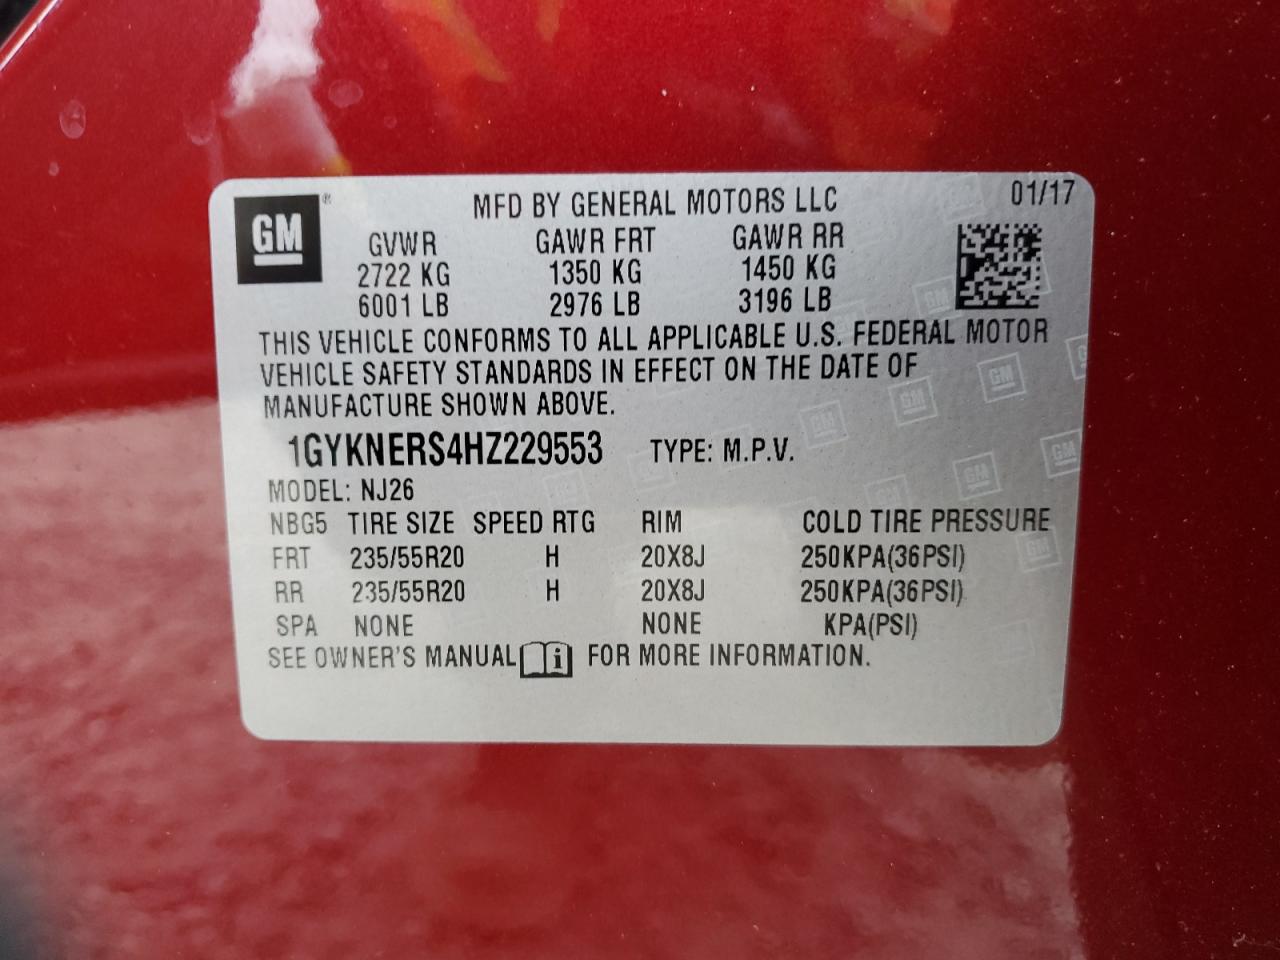 GM ® MFD BY GENERAL MOTORS LLC 01/17
GVWR GAWR FRT GAWR RR
2722 KG 1350 KG 1450 KG
6001 LB 2976 LB 3196 LB
THIS VEHICLE CONFORMS TO ALL APPLICABLE U.S. FEDERAL MOTOR
VEHICLE SAFETY STANDARDS IN EFFECT ON THE DATE OF
MANUFACTURE SHOWN ABOVE.
1GYKNERS4HZ229553 TYPE: M.P.V.
MODEL: NJ26
NBG5 TIRE SIZE SPEED RTG RIM COLD TIRE PRESSURE
FRT 235/55R20 H 20X8J 250KPA(36PSI)
RR 235/55R20 H 20X8J 250KPA(36PSI)
SPA NONE NONE KPA(PSI)
SEE OWNER'S MANUAL i FOR MORE INFORMATION.